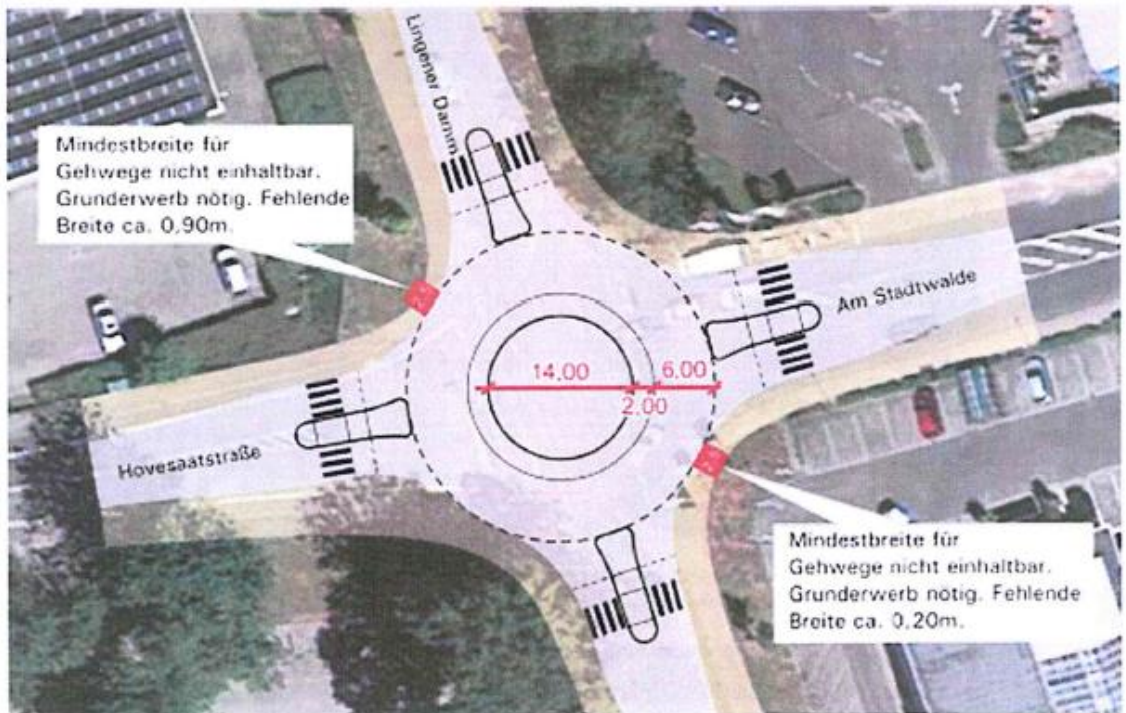 Lingener Damm
Mindestbreite für
Gehwege nicht einhaltbar.
Grunderwerb nötig. Fehlende
Breite ca. 0,90m.
Am Stadtwalde
14,00
6,00
2,00
Hovesaatstraße
Mindestbreite für
Gehwege nicht einhaltbar.
Grunderwerb nötig. Fehlende
Breite ca. 0,20m.